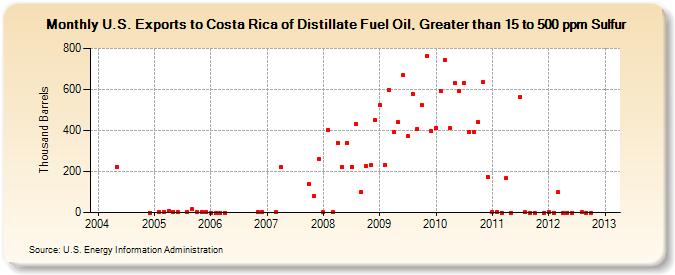 Monthly U.S. Exports to Costa Rica of Distillate Fuel Oil, Greater than 15 to 500 ppm Sulfur
Thousand Barrels
800
600
400
200
0
2004 2005 2006 2007 2008 2009 2010 2011 2012 2013
Source: U.S. Energy Information Administration